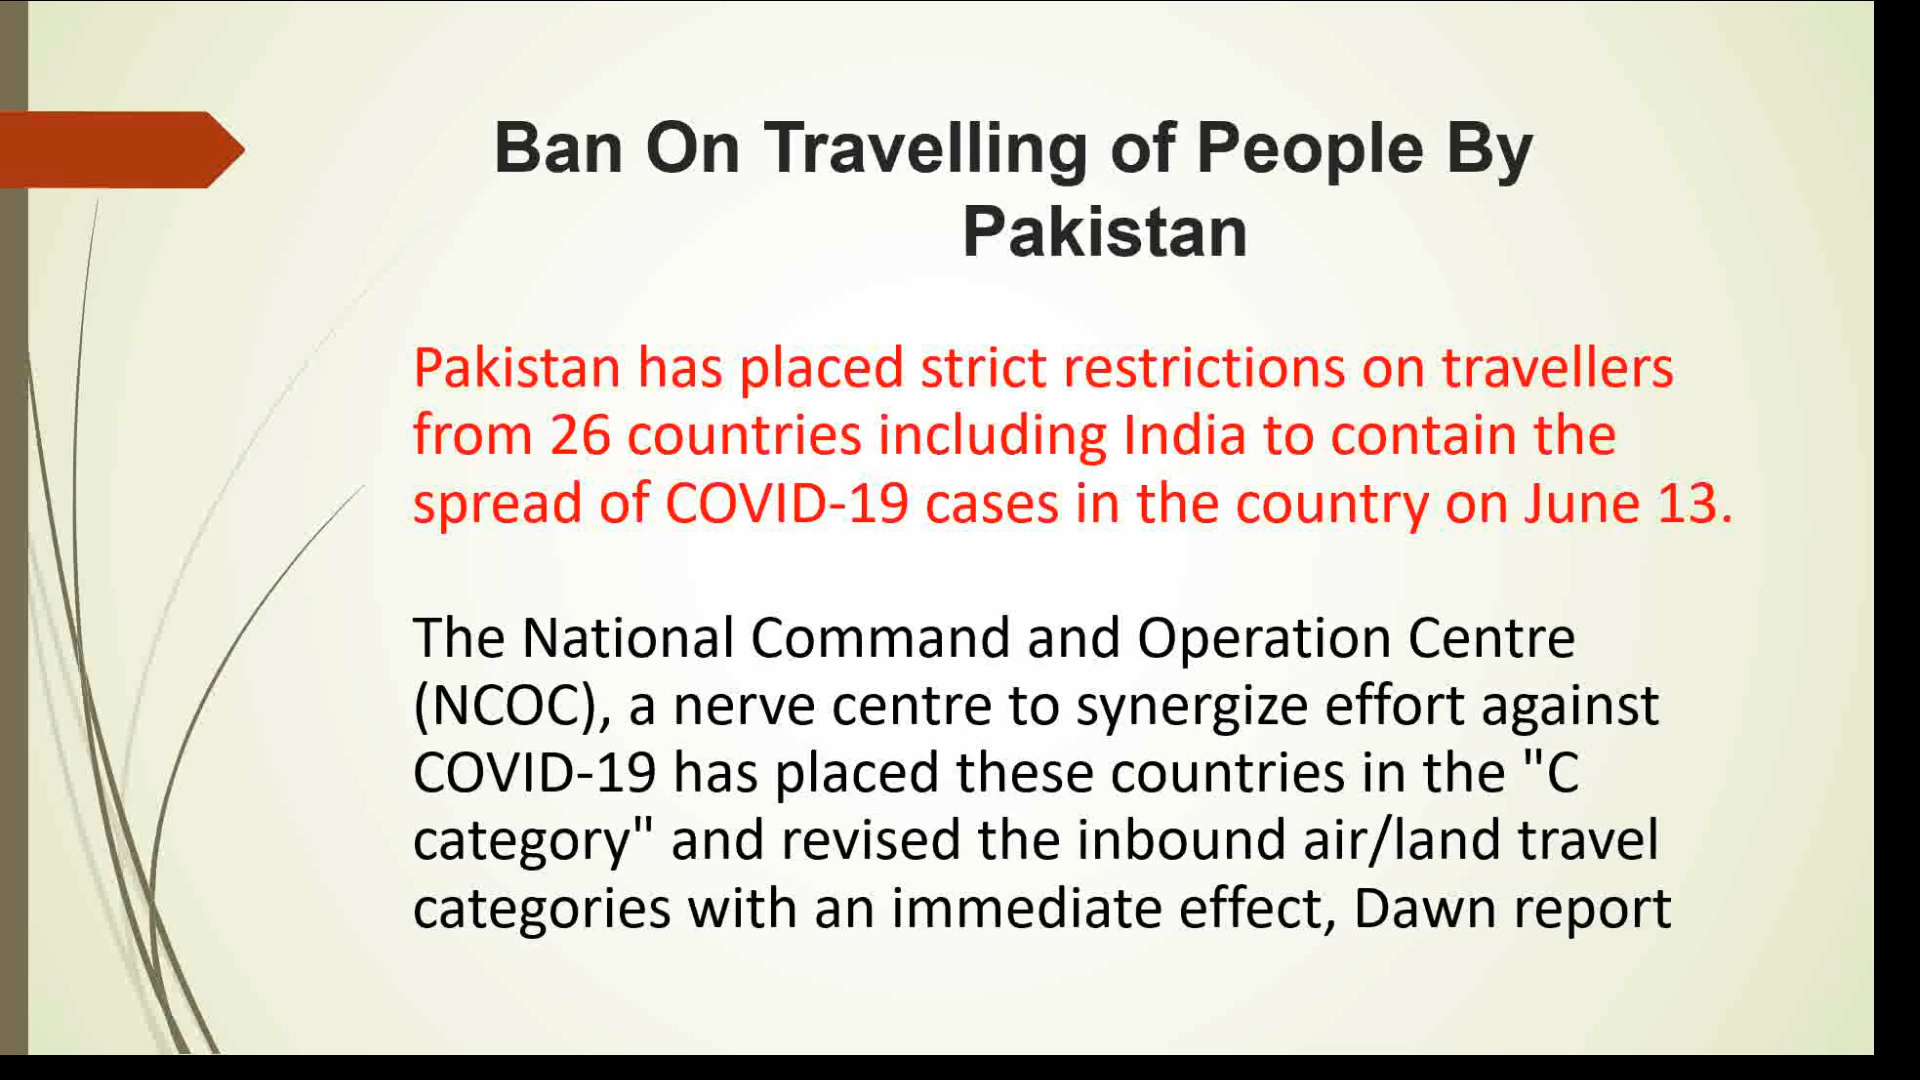 Ban On Travelling of People By
Pakistan
Pakistan has placed strict restrictions on travellers
from 26 countries including India to contain the
spread of COVID-19 cases in the country on June 13.
The National Command and Operation Centre
(NCOC), a nerve centre to synergize effort against
COVID-19 has placed these countries in the "C
category" and revised the inbound air/land travel
categories with an immediate effect, Dawn report